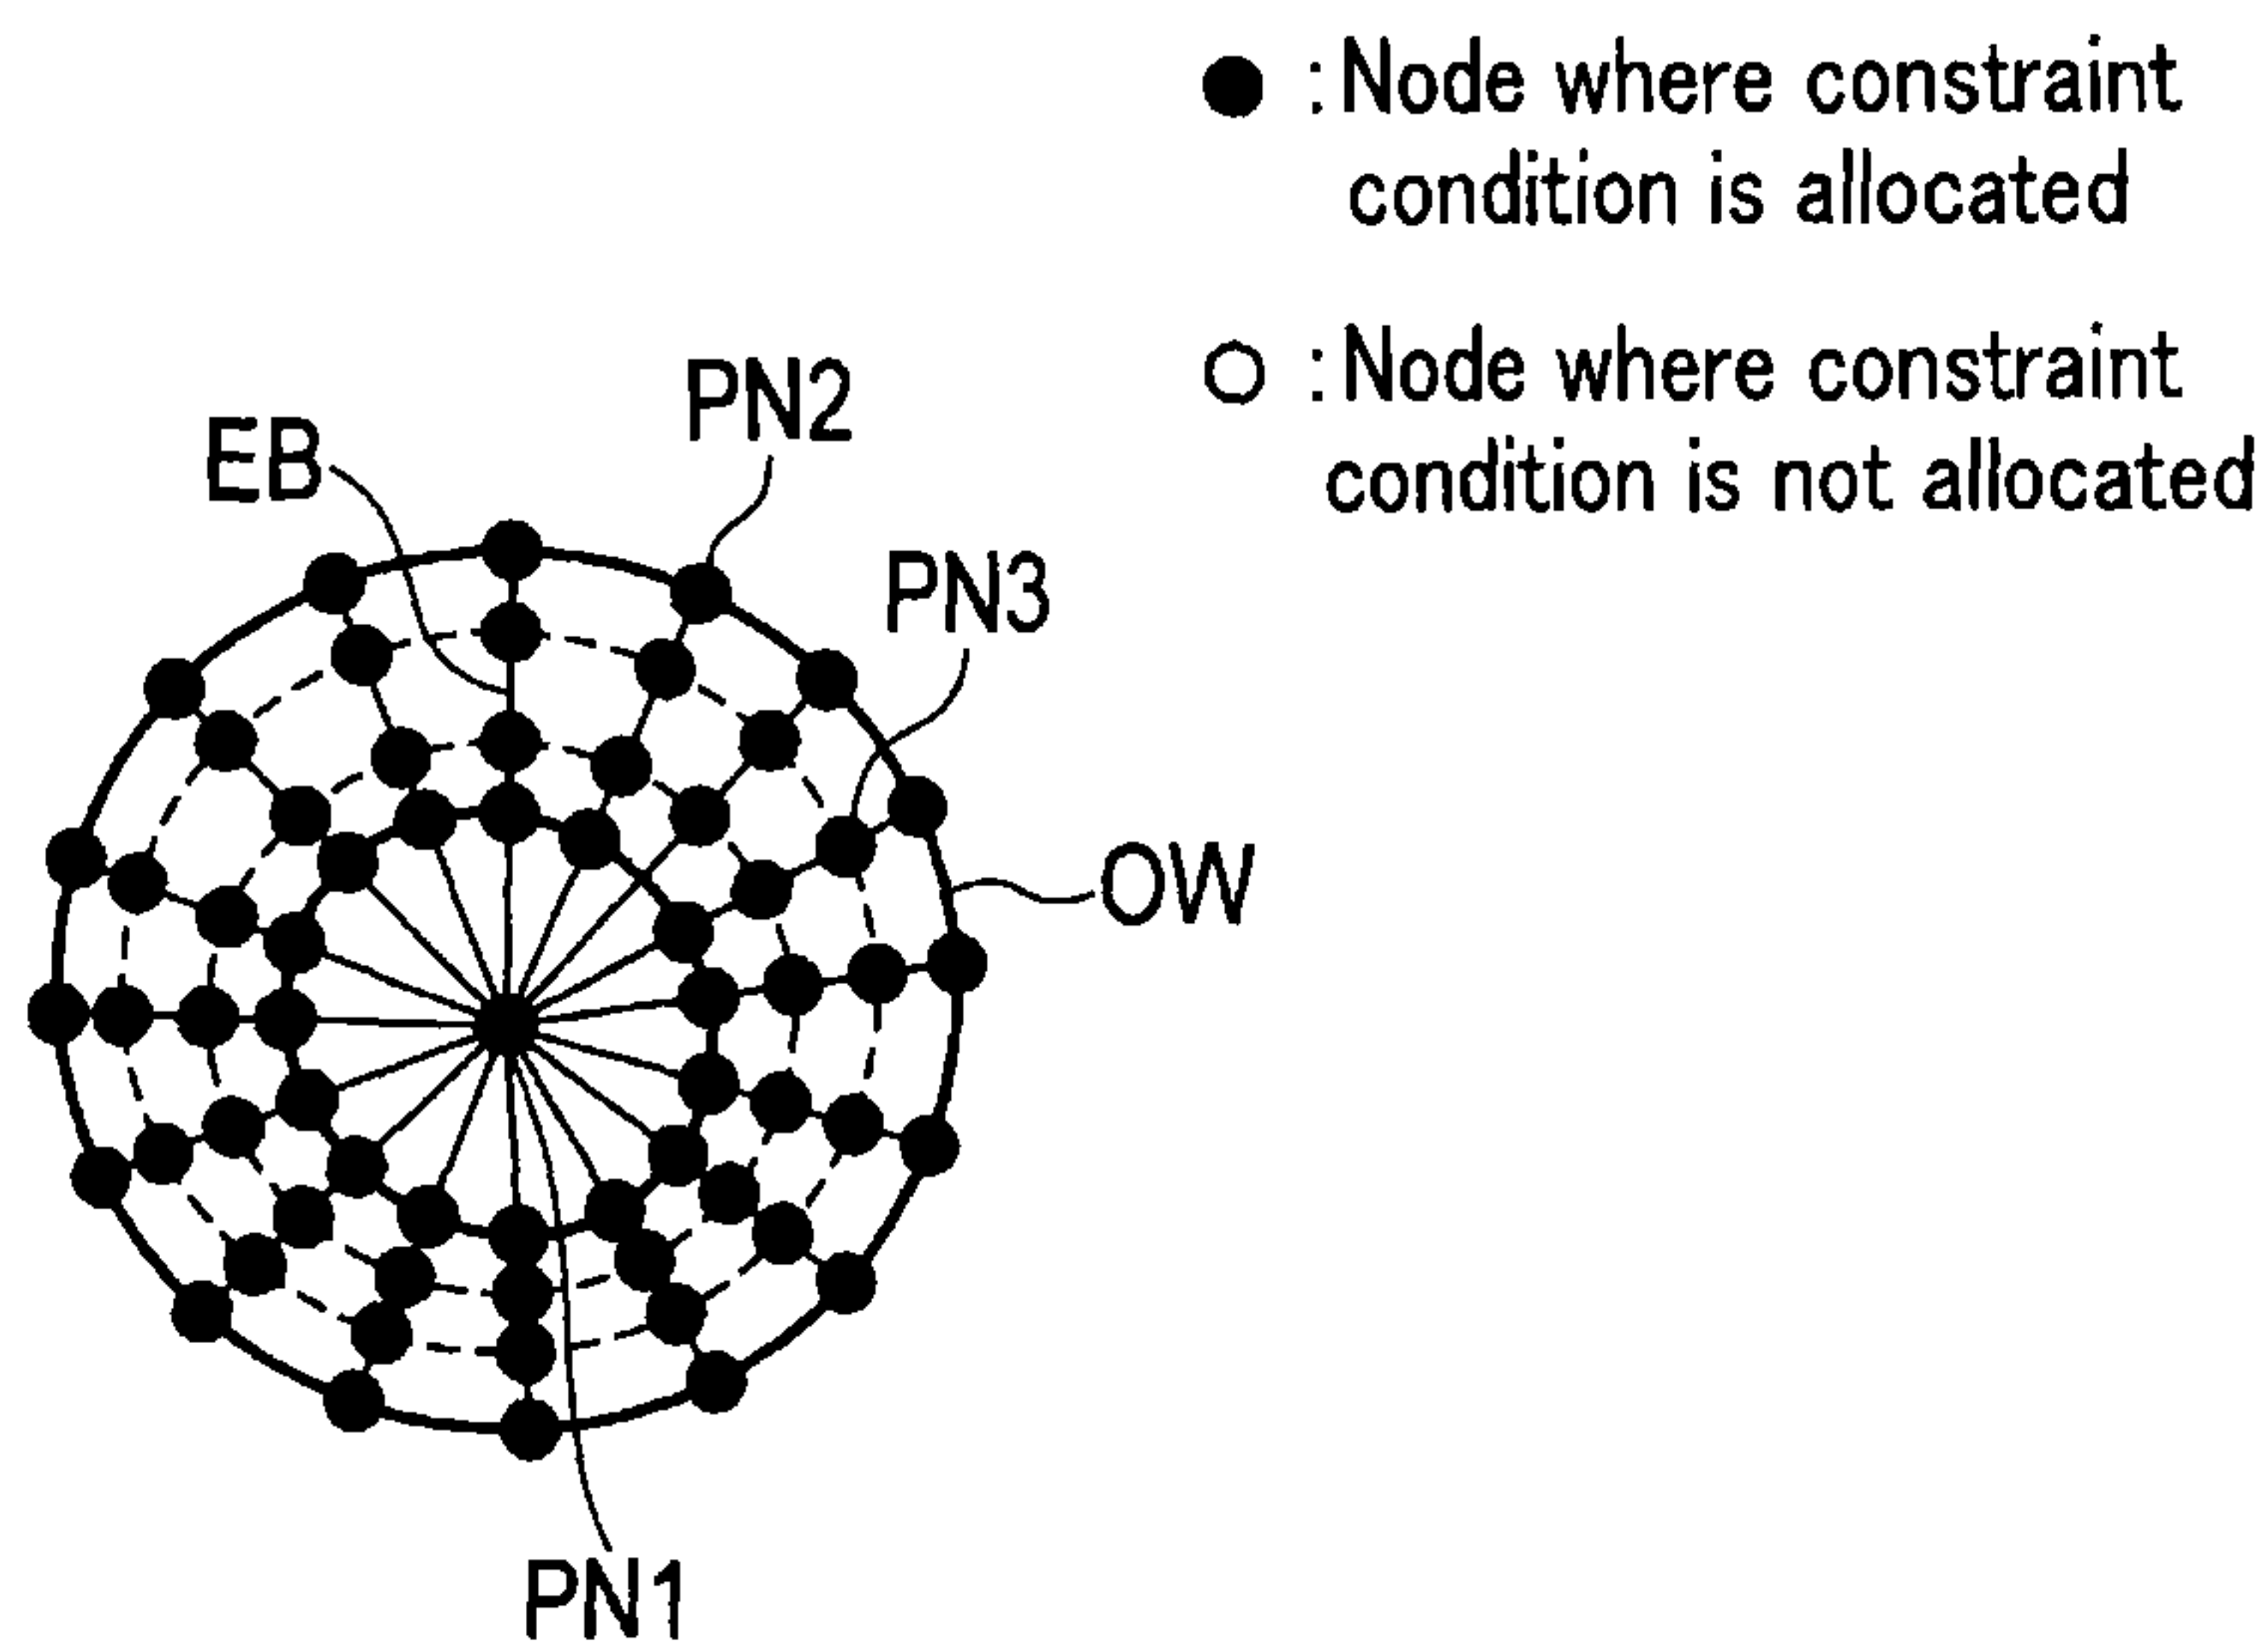 ● :Node where constraint
condition is allocated
○ :Node where constraint
condition is not allocated
PN2
EB
PN3
OW
PN1